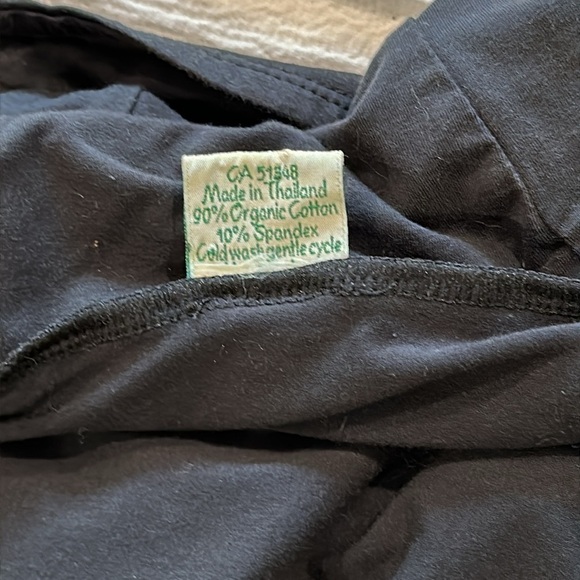 CA 51348
Made in Thailand
90% Organic Cotton
10% Spandex
Cold wash gentle cycle